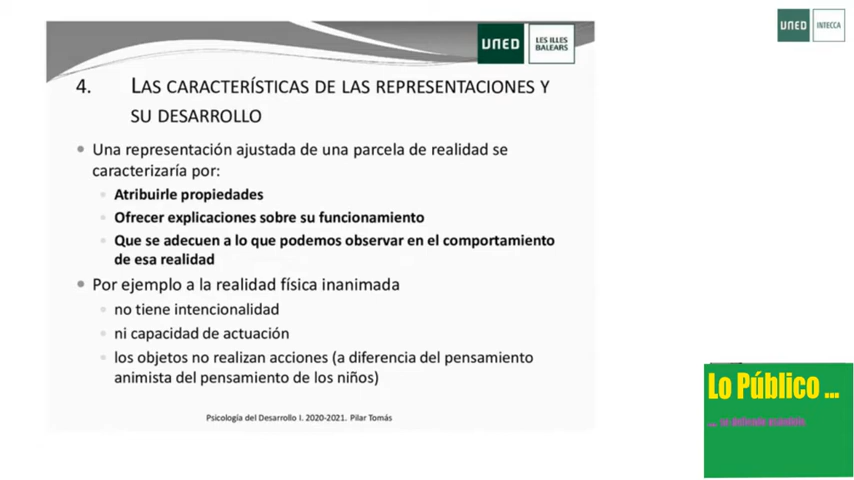 UNED
LES ILLES
BALEARS
UNED
INTECCA
4. LAS CARACTERÍSTICAS DE LAS REPRESENTACIONES Y
SU DESARROLLO
• Una representación ajustada de una parcela de realidad se
caracterizaría por:
• Atribuirle propiedades
• Ofrecer explicaciones sobre su funcionamiento
• Que se adecuen a lo que podemos observar en el comportamiento
de esa realidad
• Por ejemplo a la realidad física inanimada
• no tiene intencionalidad
• ni capacidad de actuación
• los objetos no realizan acciones (a diferencia del pensamiento
animista del pensamiento de los niños)
Psicología del Desarrollo I. 2020-2021. Pilar Tomás
Lo Público ...
... se defiende